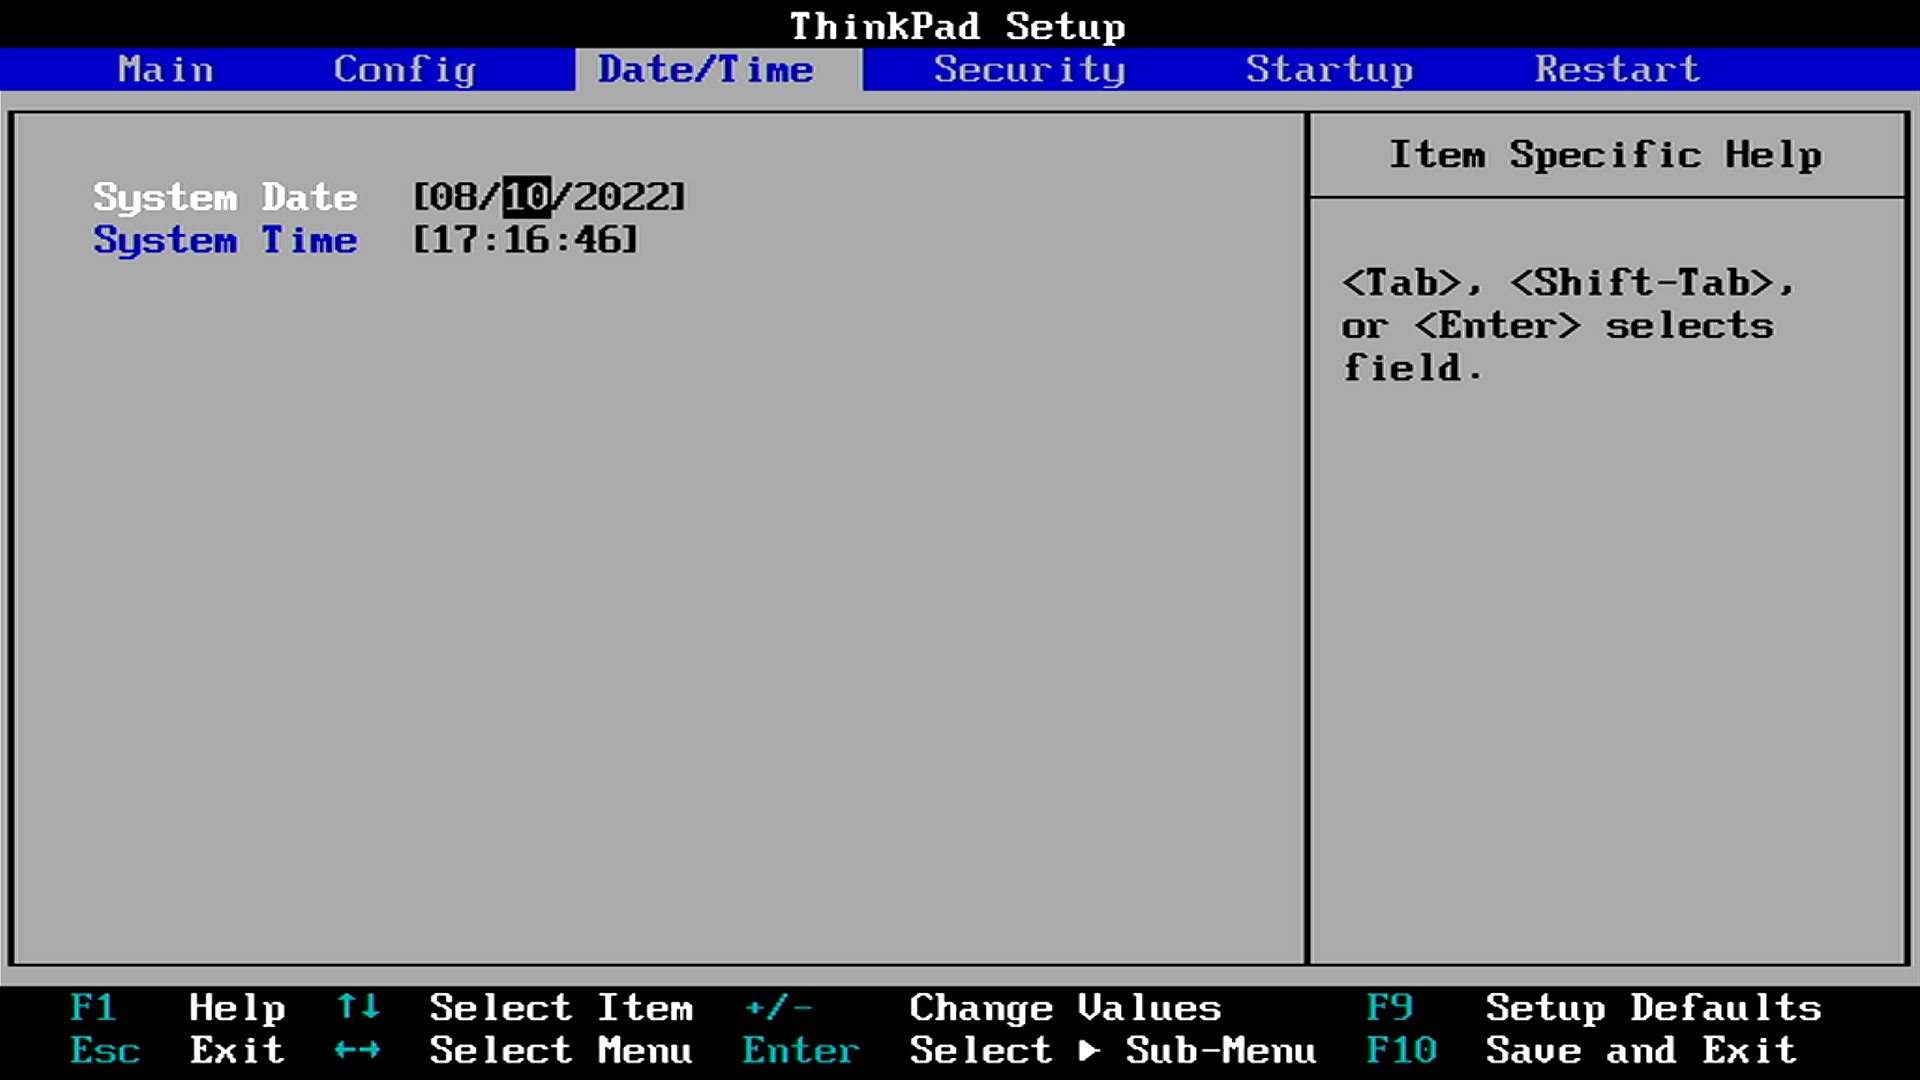 ThinkPad Setup
Main Config Date/Time Security Startup Restart
Item Specific Help
System Date [08/10/2022]
System Time [17:16:46]
<Tab>, <Shift-Tab>,
or <Enter> selects
field.
F1 Help ↑↓ Select Item +/- Change Values F9 Setup Defaults
Esc Exit ←→ Select Menu Enter Select ▶ Sub-Menu F10 Save and Exit